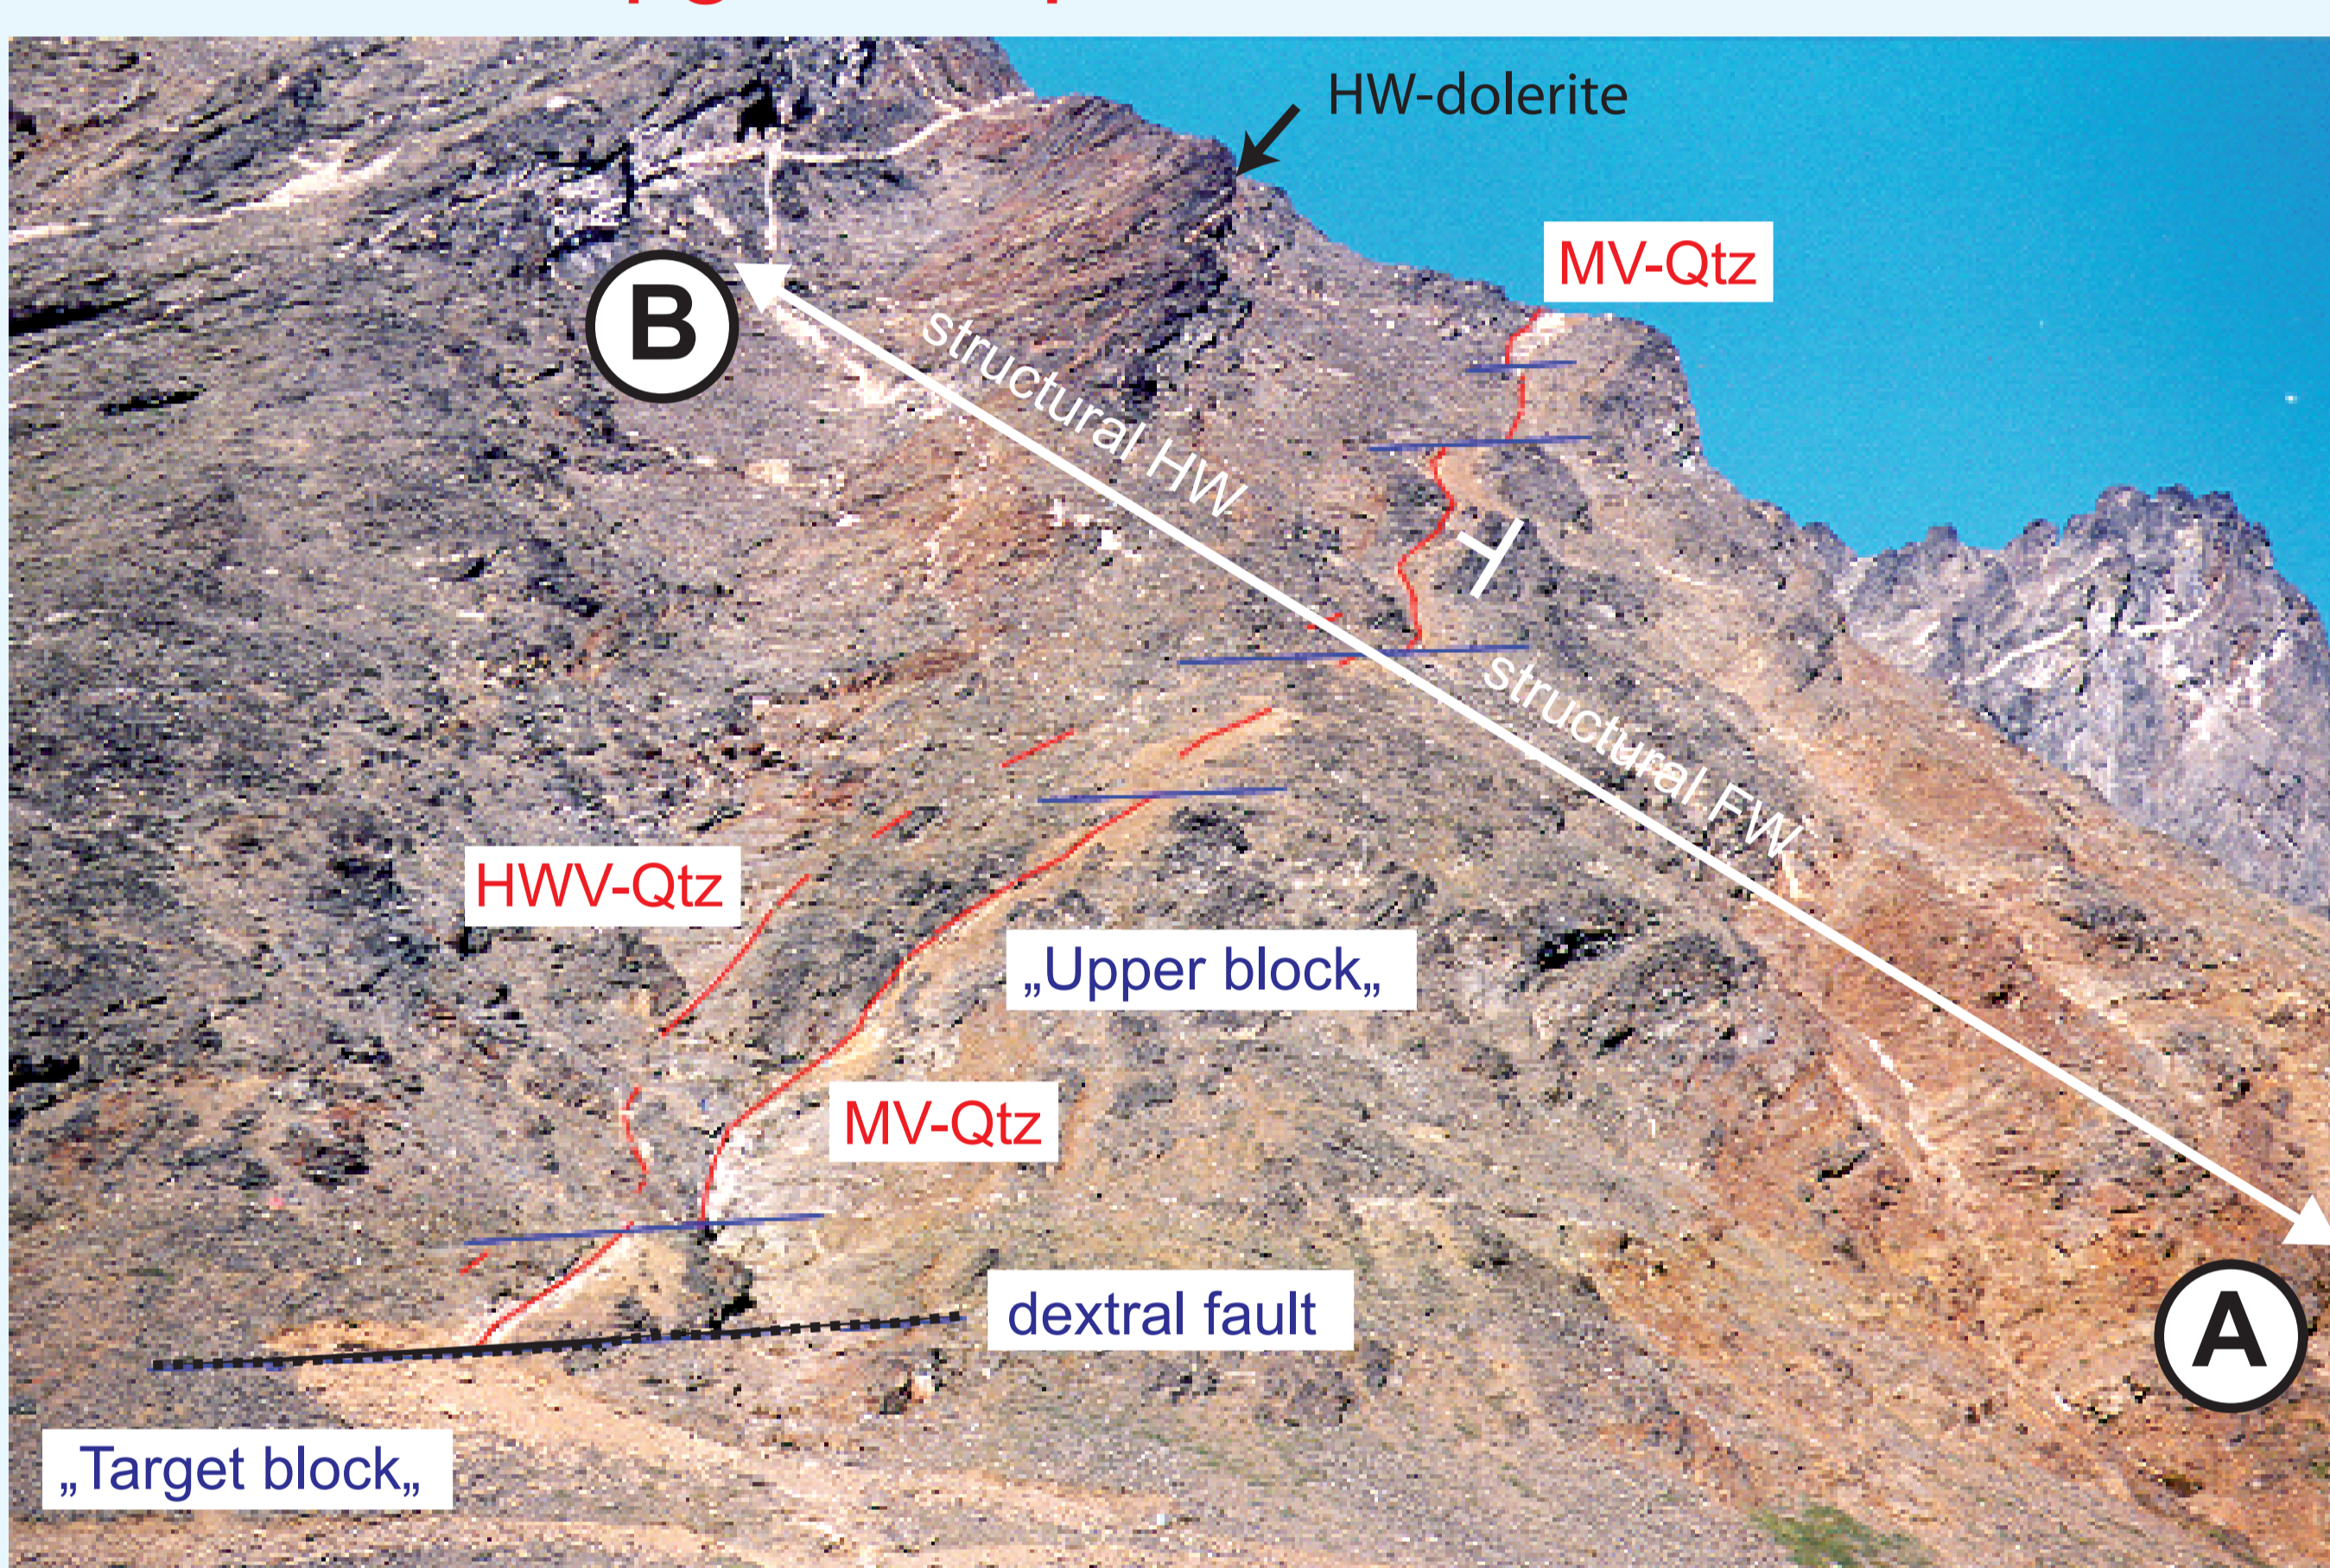 HW-dolerite
MV-Qtz
B
structural HW
structural FW
HWV-Qtz
„Upper block„
MV-Qtz
dextral fault
A
„Target block„